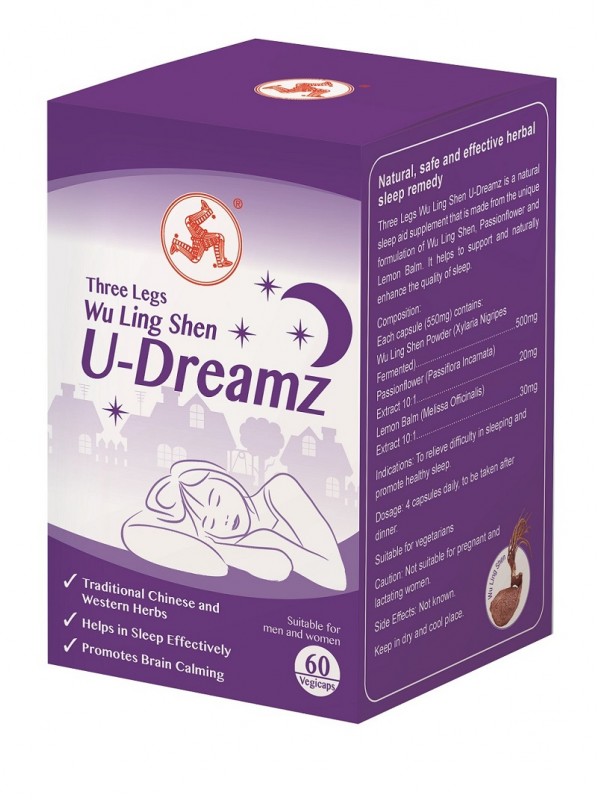 ®
Three Legs
Wu Ling Shen
U-Dreamz
✓ Traditional Chinese and
Western Herbs
✓ Helps in Sleep Effectively
✓ Promotes Brain Calming
Suitable for
men and women
60
Vegicaps
Natural, safe and effective herbal
sleep remedy
Three Legs Wu Ling Shen U-Dreamz is a natural
sleep aid supplement that is made from the unique
formulation of Wu Ling Shen, Passionflower and
Lemon Balm. It helps to support and naturally
enhance the quality of sleep.
Composition:
Each capsule (550mg) contains:
Wu Ling Shen Powder (Xylaria Nigripes
Fermented)..........................500mg
Passionflower (Passiflora Incarnata)
Extract 10:1..........................20mg
Lemon Balm (Melissa Officinalis)
Extract 10:1..........................30mg
Indications: To relieve difficulty in sleeping and
promote healthy sleep.
Dosage: 4 capsules daily, to be taken after
dinner.
Suitable for vegetarians
Caution: Not suitable for pregnant and
lactating women.
Side Effects: Not known.
Keep in dry and cool place.
Wu Ling Shen